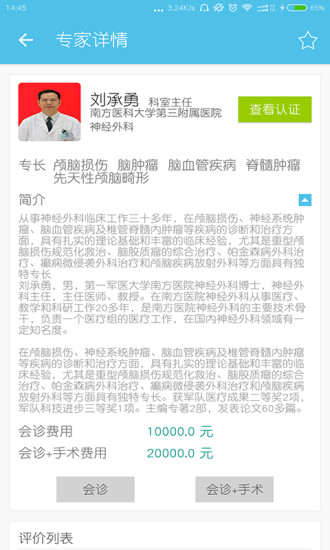 14:45
3.24K/s
65%
专家详情
刘承勇 科室主任
南方医科大学第三附属医院
神经外科
查看认证
专长 颅脑损伤 脑肿瘤 脑血管疾病 脊髓肿瘤
先天性颅脑畸形
简介
从事神经外科临床工作三十多年，在颅脑损伤、神经系统肿
瘤、脑血管疾病及椎管脊髓内肿瘤等疾病的诊断和治疗方
面，具有扎实的理论基础和丰富的临床经验，尤其是重型颅
脑损伤规范化救治、脑胶质瘤的综合治疗、帕金森病外科治
疗、癫痫微侵袭外科治疗和颅脑疾病放射外科等方面具有独
特专长
刘承勇，男，第一军医大学南方医院神经外科博士，神经外
科主任，主任医师、教授。在南方医院神经外科从事医疗、
教学和科研工作20多年，是南方医院神经外科的主要技术骨
干，负责一个医疗组的医疗工作，在国内神经外科领域有一
定知名度。
在颅脑损伤、神经系统肿瘤、脑血管疾病及椎管脊髓内肿瘤
等疾病的诊断和治疗方面，具有扎实的理论基础和丰富的临
床经验，尤其是重型颅脑损伤规范化救治、脑胶质瘤的综合
治疗、帕金森病外科治疗、癫痫微侵袭外科治疗和颅脑疾病
放射外科等方面具有独特专长。获军队医疗成果二等奖2项，
军队科技进步三等奖1项。主编专著2部，发表论文60多篇。
会诊费用 10000.0 元
会诊+手术费用 20000.0 元
会诊 会诊+手术
评价列表